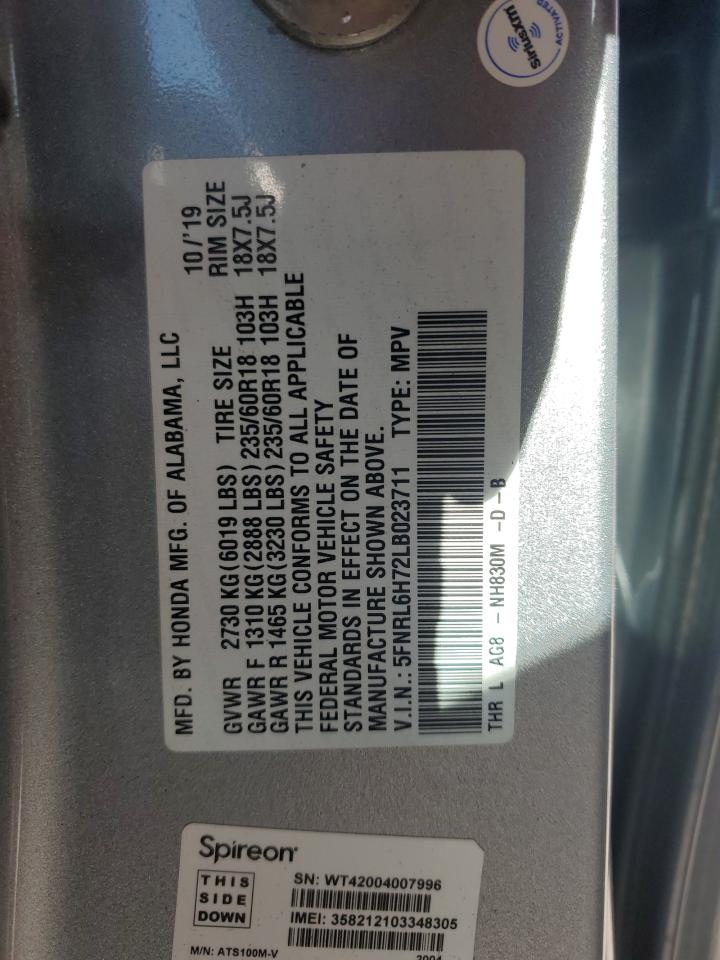 SiriusXm
ACTIVATED
MFD. BY HONDA MFG. OF ALABAMA, LLC 10/'19
GVWR 2730 KG(6019 LBS) TIRE SIZE RIM SIZE
GAWR F 1310 KG(2888 LBS)235/60R18 103H 18X7.5J
GAWR R 1465 KG(3230 LBS)235/60R18 103H 18X7.5J
THIS VEHICLE CONFORMS TO ALL APPLICABLE
FEDERAL MOTOR VEHICLE SAFETY
STANDARDS IN EFFECT ON THE DATE OF
MANUFACTURE SHOWN ABOVE.
V.I.N.: 5FNRL6H72LB023711 TYPE: MPV
THR L AG8 - NH830M -D-B
Spireon
THIS
SIDE
DOWN
SN: WT42004007996
IMEI: 358212103348305
M/N: ATS100M-V
2004